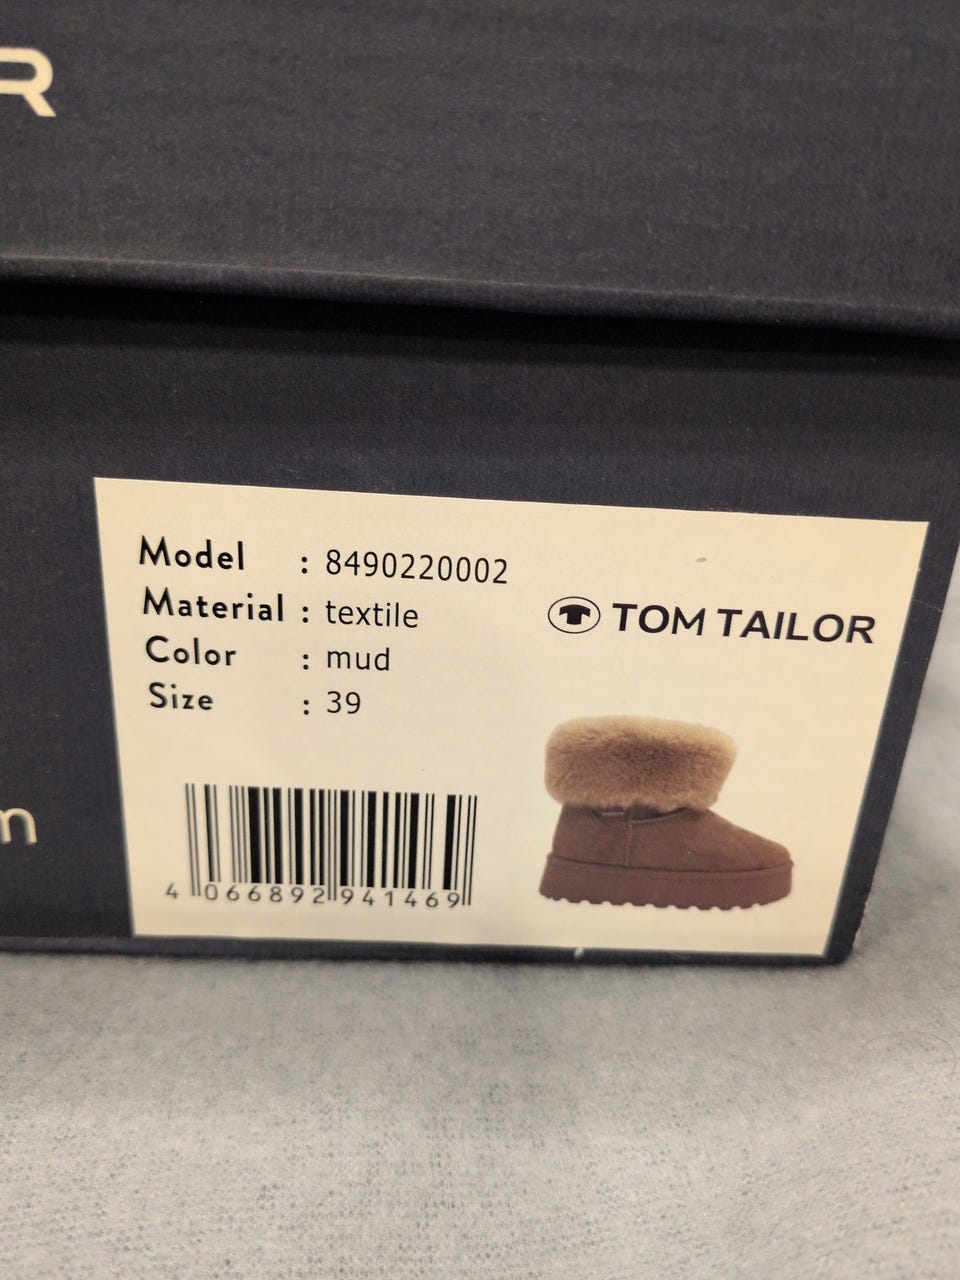 R
Model : 8490220002
Material : textile
Color : mud
Size : 39
TOM TAILOR
m
4 066892 941469